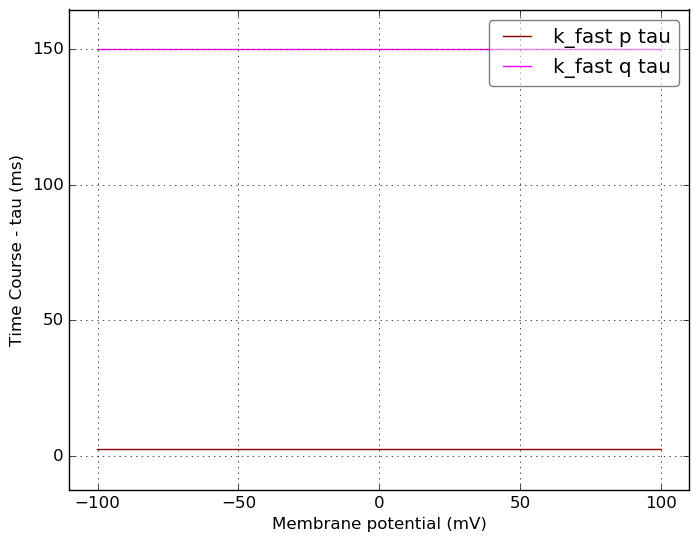 k_fast p tau
k_fast q tau
150
100
50
0
−100
−50
0
50
100
Time Course - tau (ms)
Membrane potential (mV)